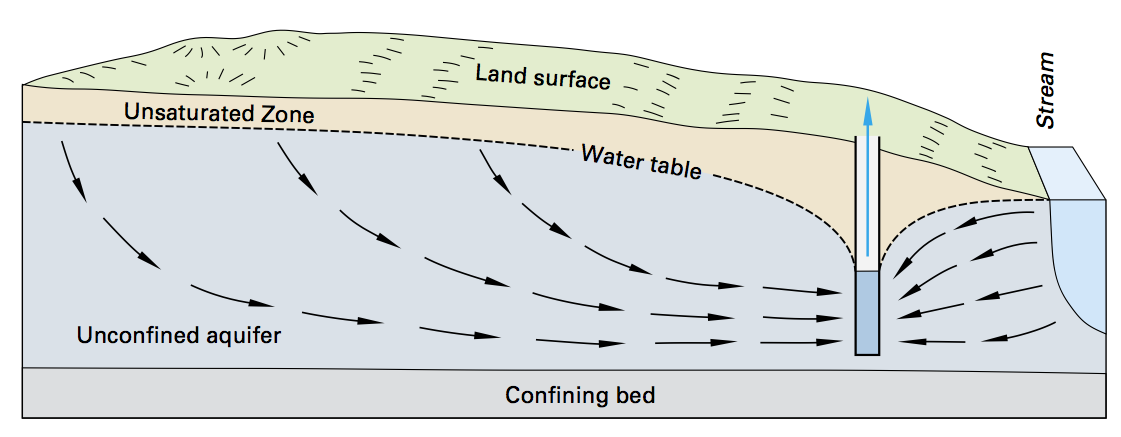 Land surface
Stream
Unsaturated Zone
Water table
Unconfined aquifer
Confining bed